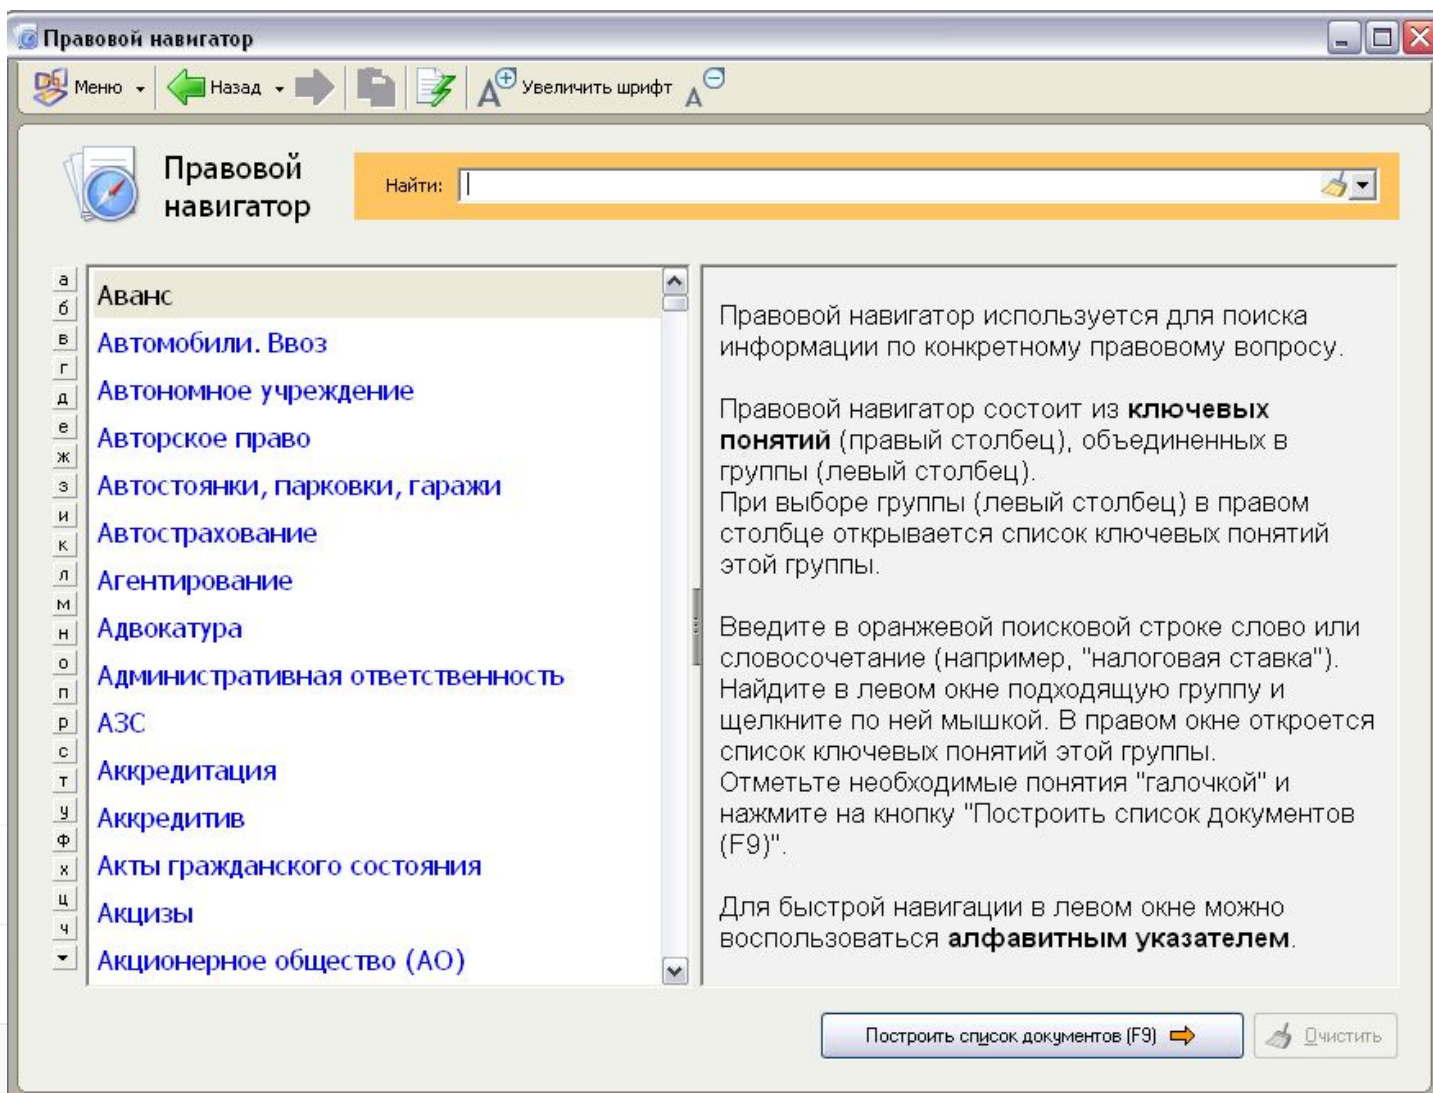 Правовой навигатор
Меню Назад Увеличить шрифт
Правовой
навигатор
Найти:
а
б
в
г
д
е
ж
з
и
к
л
м
н
о
п
р
с
т
у
ф
х
ц
ч
Аванс
Автомобили. Ввоз
Автономное учреждение
Авторское право
Автостоянки, парковки, гаражи
Автострахование
Агентирование
Адвокатура
Административная ответственность
АЗС
Аккредитация
Аккредитив
Акты гражданского состояния
Акцизы
Акционерное общество (АО)
Правовой навигатор используется для поиска
информации по конкретному правовому вопросу.
Правовой навигатор состоит из ключевых
понятий (правый столбец), объединенных в
группы (левый столбец).
При выборе группы (левый столбец) в правом
столбце открывается список ключевых понятий
этой группы.
Введите в оранжевой поисковой строке слово или
словосочетание (например, "налоговая ставка").
Найдите в левом окне подходящую группу и
щелкните по ней мышкой. В правом окне откроется
список ключевых понятий этой группы.
Отметьте необходимые понятия "галочкой" и
нажмите на кнопку "Построить список документов
(F9)".
Для быстрой навигации в левом окне можно
воспользоваться алфавитным указателем.
Построить список документов (F9)
Очистить